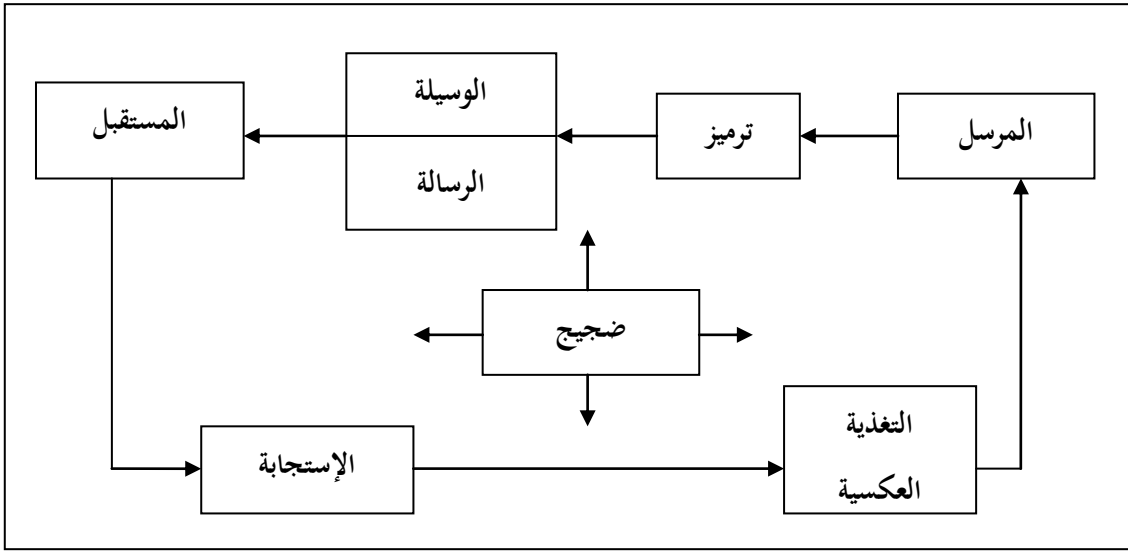 المرسل
ترميز
الوسيلة
الرسالة
المستقبل
ضجيج
الإستجابة
التغذية
العكسية